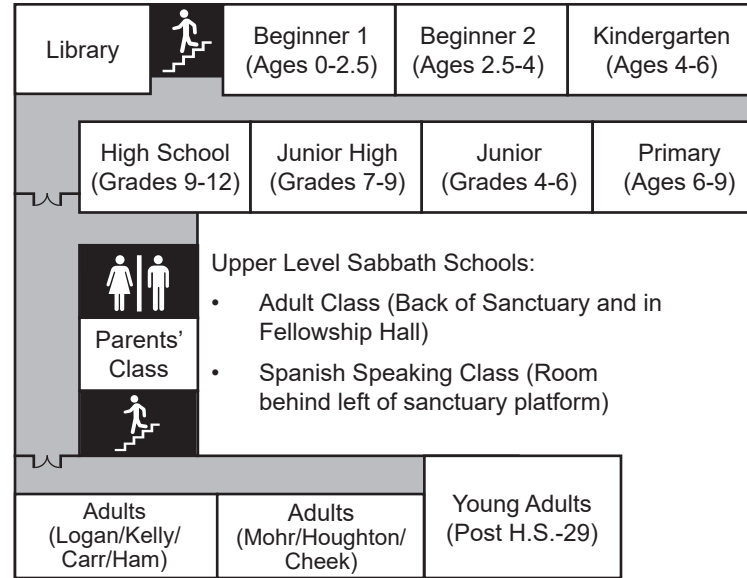 Library
Beginner 1
(Ages 0-2.5)
Beginner 2
(Ages 2.5-4)
Kindergarten
(Ages 4-6)
High School
(Grades 9-12)
Junior High
(Grades 7-9)
Junior
(Grades 4-6)
Primary
(Ages 6-9)
Parents’
Class
Upper Level Sabbath Schools:
• Adult Class (Back of Sanctuary and in
Fellowship Hall)
• Spanish Speaking Class (Room
behind left of sanctuary platform)
Adults
(Logan/Kelly/
Carr/Ham)
Adults
(Mohr/Houghton/
Cheek)
Young Adults
(Post H.S.-29)